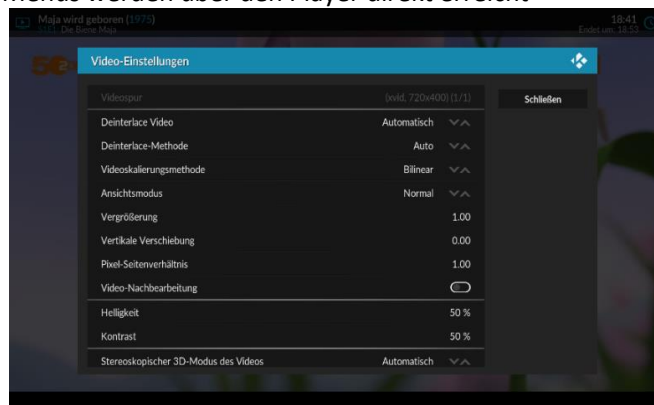 Menüs werden über den Player direkt erreicht
Maja wird geboren (1975)
S1E1 Die Biene Maja
18:41
Endet um: 18:53
Video-Einstellungen
Videospur (xvid, 720x400) (1/1)
Schließen
Deinterlace Video Automatisch
Deinterlace-Methode Auto
Videoskalierungsmethode Bilinear
Ansichtsmodus Normal
Vergrößerung 1.00
Vertikale Verschiebung 0.00
Pixel-Seitenverhältnis 1.00
Video-Nachbearbeitung
Helligkeit 50 %
Kontrast 50 %
Stereoskopischer 3D-Modus des Videos Automatisch